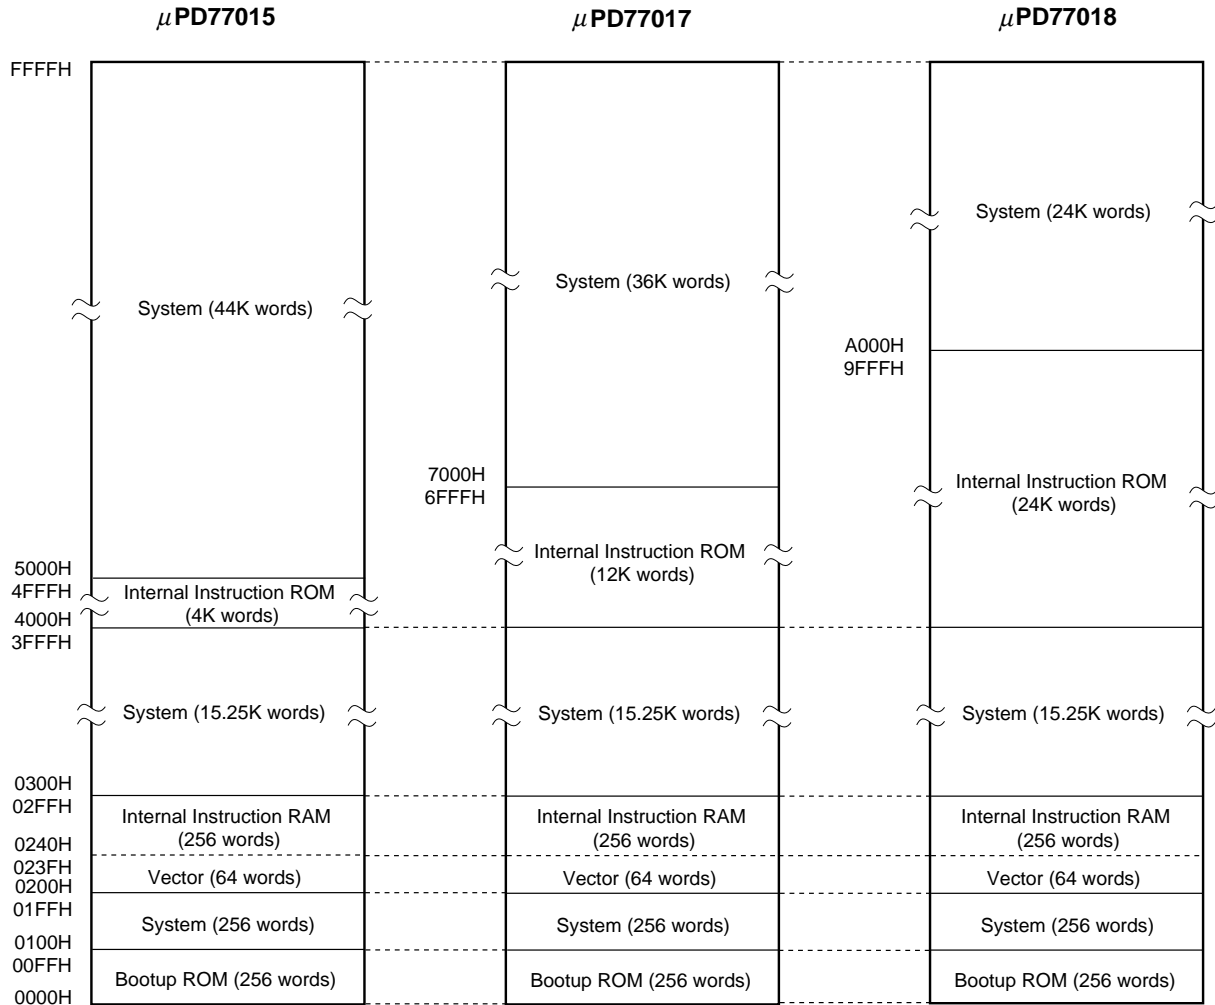 μPD77015
μPD77017
μPD77018
FFFFH
System (24K words)
System (36K words)
System (44K words)
A000H
9FFFH
7000H
6FFFH
Internal Instruction ROM
(24K words)
Internal Instruction ROM
(12K words)
5000H
4FFFH
Internal Instruction ROM
(4K words)
4000H
3FFFH
System (15.25K words)
System (15.25K words)
System (15.25K words)
0300H
02FFH
Internal Instruction RAM
(256 words)
Internal Instruction RAM
(256 words)
Internal Instruction RAM
(256 words)
0240H
023FH
Vector (64 words)
Vector (64 words)
Vector (64 words)
0200H
01FFH
System (256 words)
System (256 words)
System (256 words)
0100H
00FFH
Bootup ROM (256 words)
Bootup ROM (256 words)
Bootup ROM (256 words)
0000H